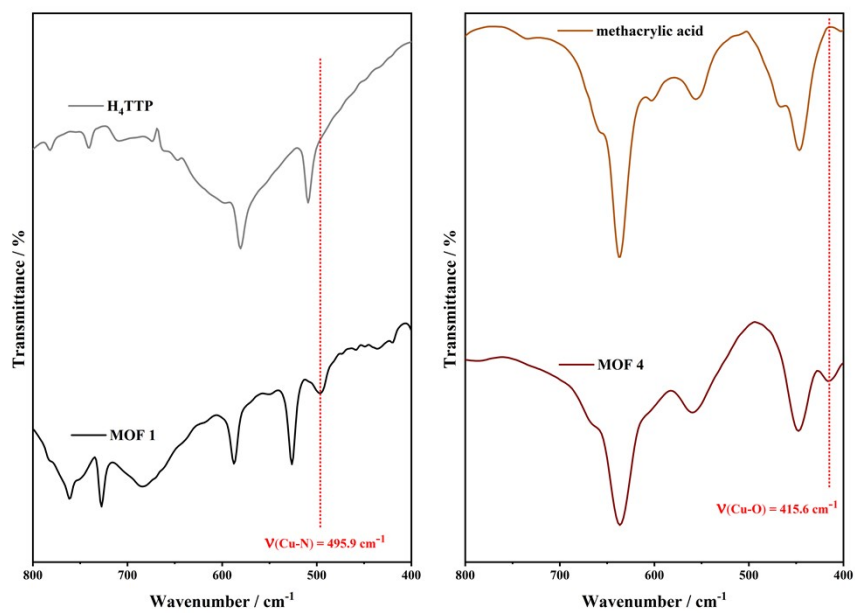 H₄TTP
MOF 1
ν(Cu-N) = 495.9 cm⁻¹
Transmittance / %
800 700 600 500 400
Wavenumber / cm⁻¹
methacrylic acid
MOF 4
ν(Cu-O) = 415.6 cm⁻¹
Transmittance / %
800 700 600 500 400
Wavenumber / cm⁻¹